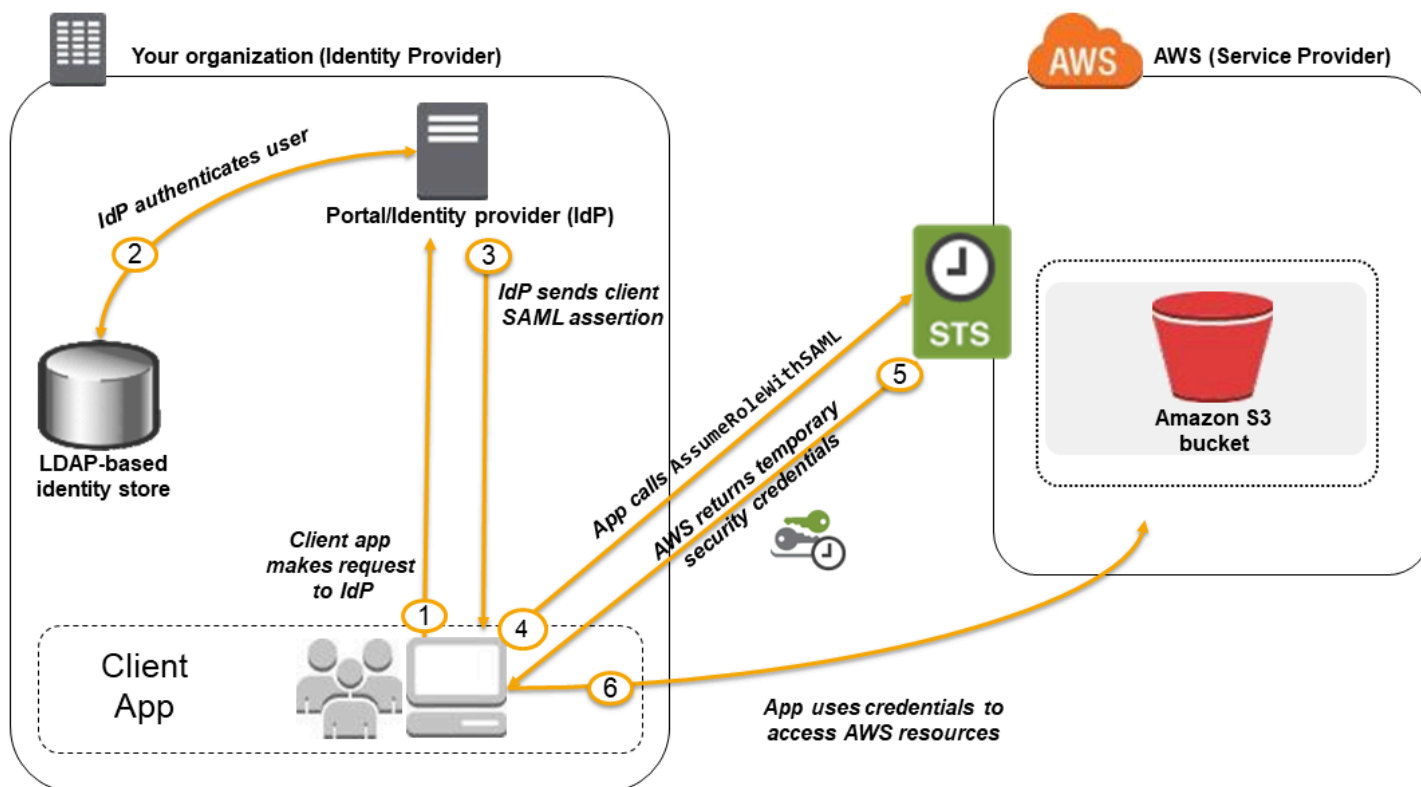 Your organization (Identity Provider)
AWS
AWS (Service Provider)
IdP authenticates user
Portal/Identity provider (IdP)
2
3
IdP sends client
SAML assertion
LDAP-based
identity store
STS
5
Amazon S3
bucket
App calls AssumeRoleWithSAML
AWS returns temporary
security credentials
Client app
makes request
to IdP
1
4
Client
App
6
App uses credentials to
access AWS resources